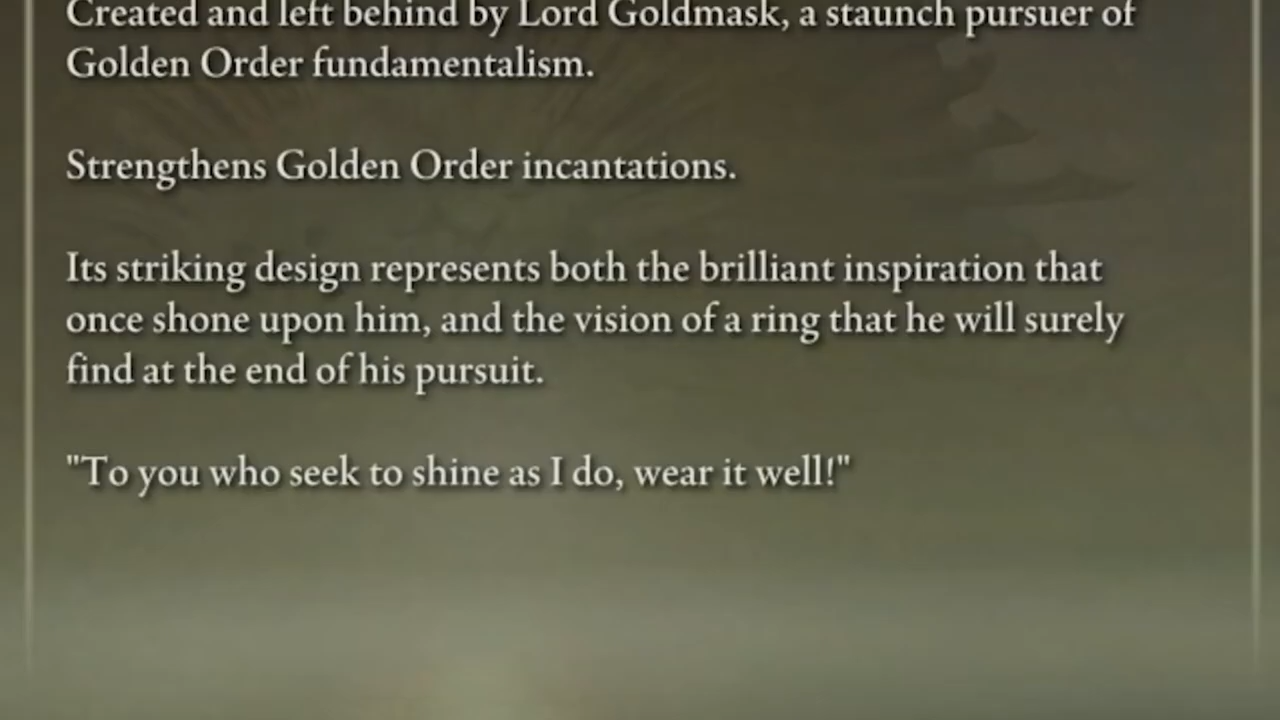 Created and left behind by Lord Goldmask, a staunch pursuer of
Golden Order fundamentalism.
Strengthens Golden Order incantations.
Its striking design represents both the brilliant inspiration that
once shone upon him, and the vision of a ring that he will surely
find at the end of his pursuit.
"To you who seek to shine as I do, wear it well!"